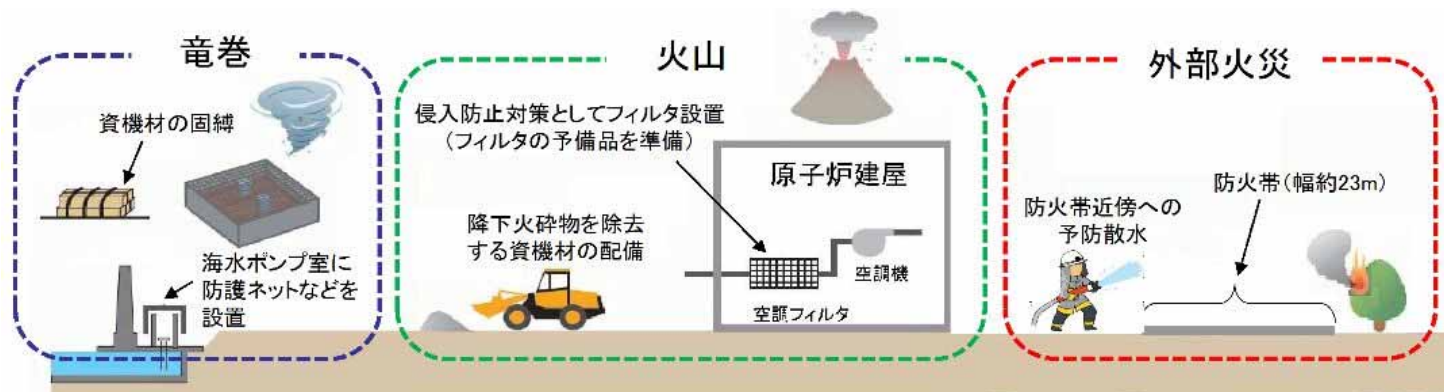 竜巻
資機材の固縛
海水ポンプ室に
防護ネットなどを
設置
火山
侵入防止対策としてフィルタ設置
(フィルタの予備品を準備)
原子炉建屋
降下火砕物を除去
する資機材の配備
空調機
空調フィルタ
外部火災
防火帯(幅約23m)
防火帯近傍への
予防散水